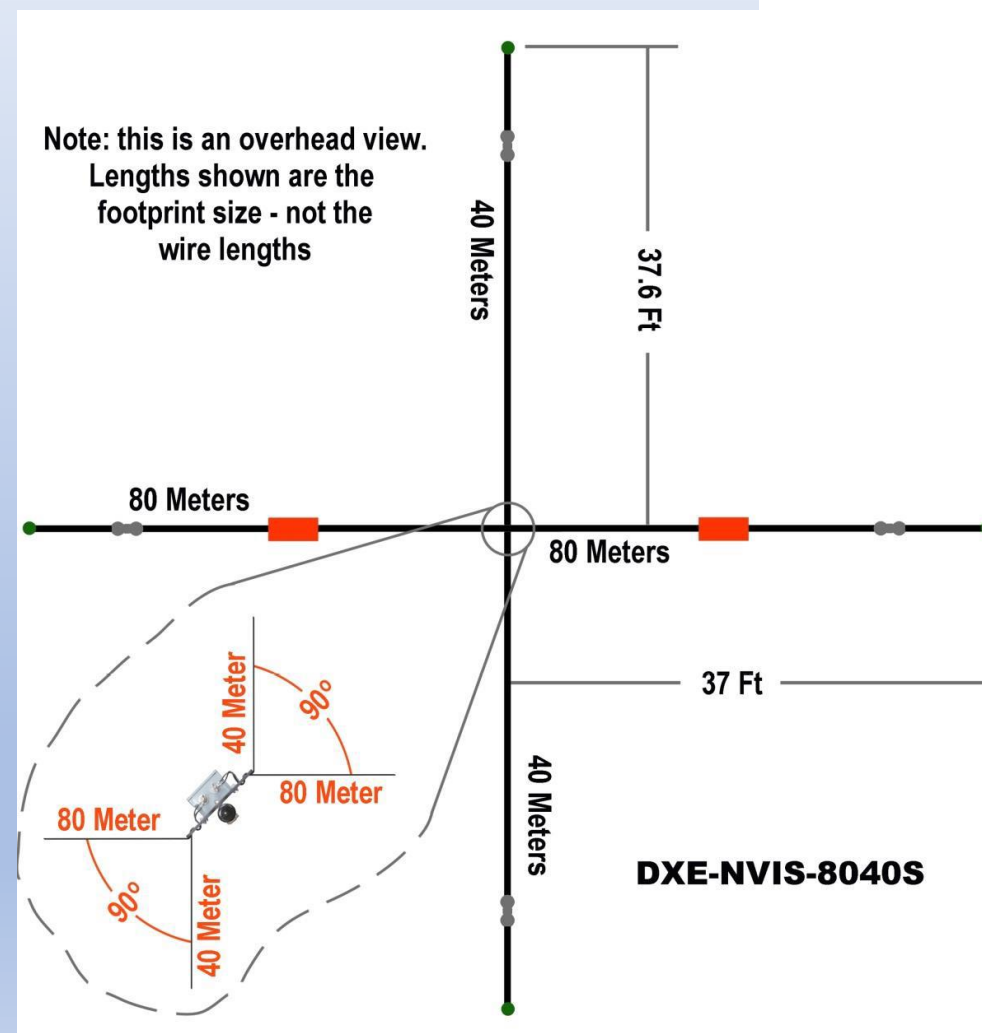 Note: this is an overhead view.
Lengths shown are the
footprint size - not the
wire lengths
40 Meters
37.6 Ft
80 Meters
80 Meters
37 Ft
40 Meter
90°
80 Meter
80 Meter
90°
40 Meter
40 Meters
DXE-NVIS-8040S